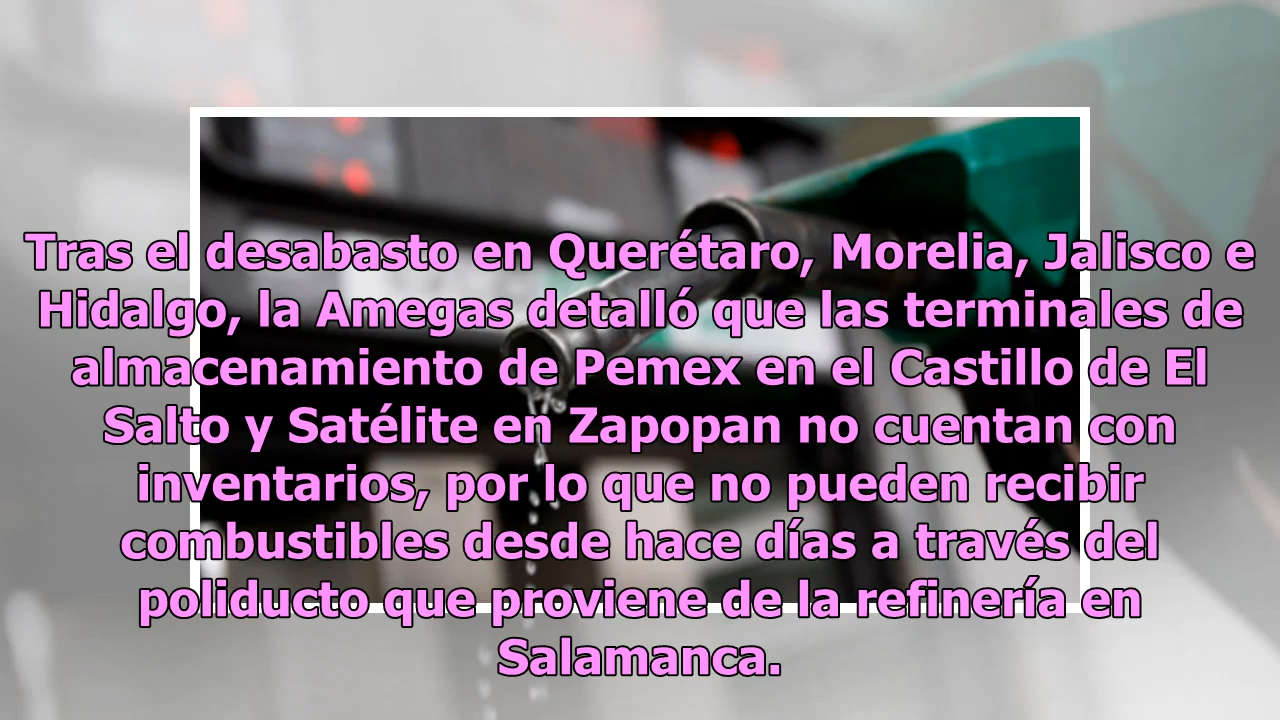 Tras el desabasto en Querétaro, Morelia, Jalisco e
Hidalgo, la Amegas detalló que las terminales de
almacenamiento de Pemex en el Castillo de El
Salto y Satélite en Zapopan no cuentan con
inventarios, por lo que no pueden recibir
combustibles desde hace días a través del
poliducto que proviene de la refinería en
Salamanca.